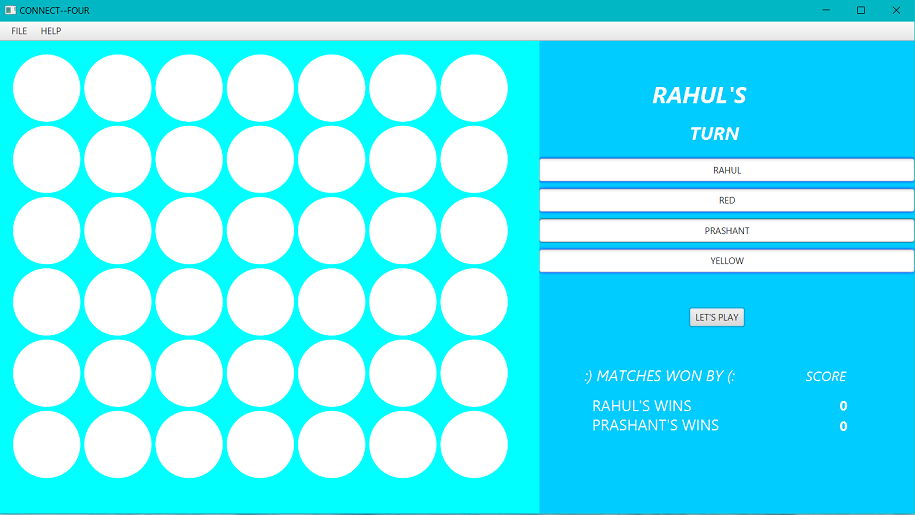 CONNECT--FOUR
FILE HELP
RAHUL'S
TURN
RAHUL
RED
PRASHANT
YELLOW
LET'S PLAY
:) MATCHES WON BY (: SCORE
RAHUL'S WINS 0
PRASHANT'S WINS 0